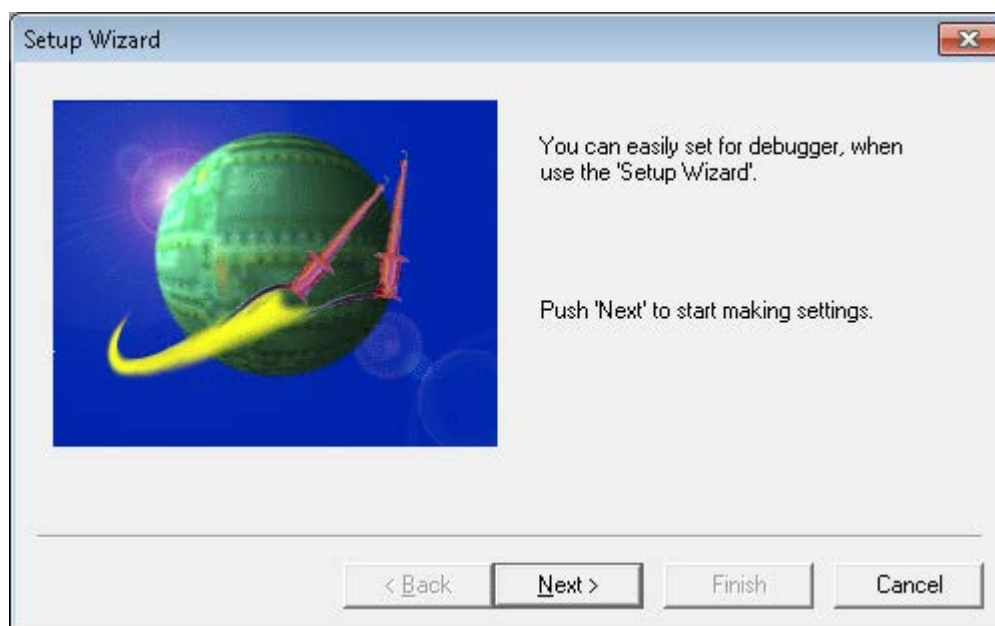 Setup Wizard
You can easily set for debugger, when
use the 'Setup Wizard'.
Push 'Next' to start making settings.
< Back
Next >
Finish
Cancel